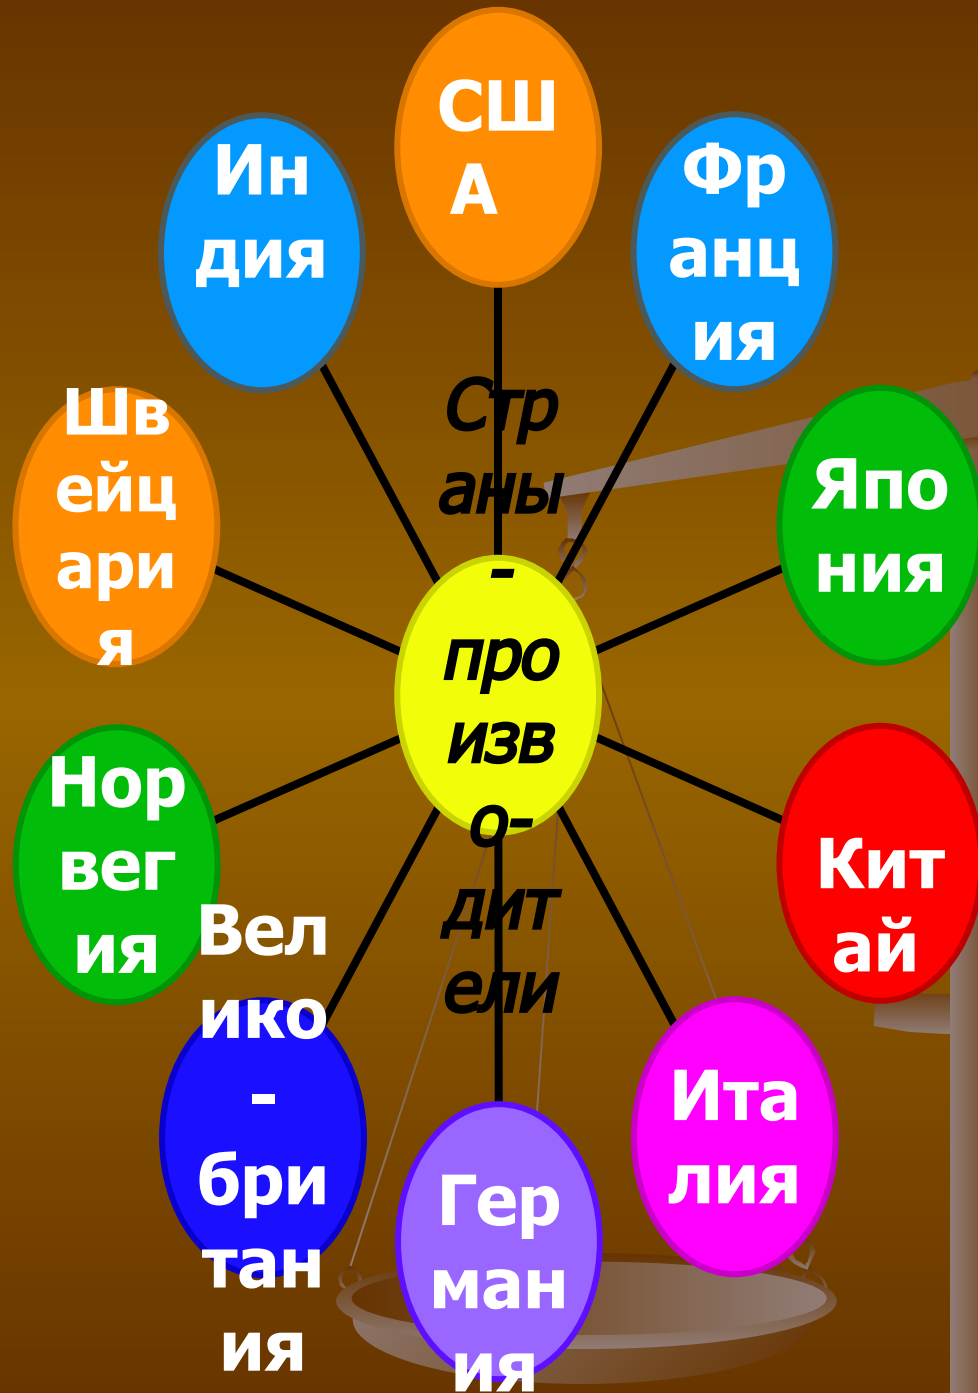 СШ
А
Фр
анц
ия
Япо
ния
Кит
ай
Ита
лия
Гер
ман
ия
Вел
ико
-
бри
тан
ия
Нор
вег
ия
Шв
ейц
ари
я
Ин
дия
Стр
аны
-
про
изв
о-
дит
ели